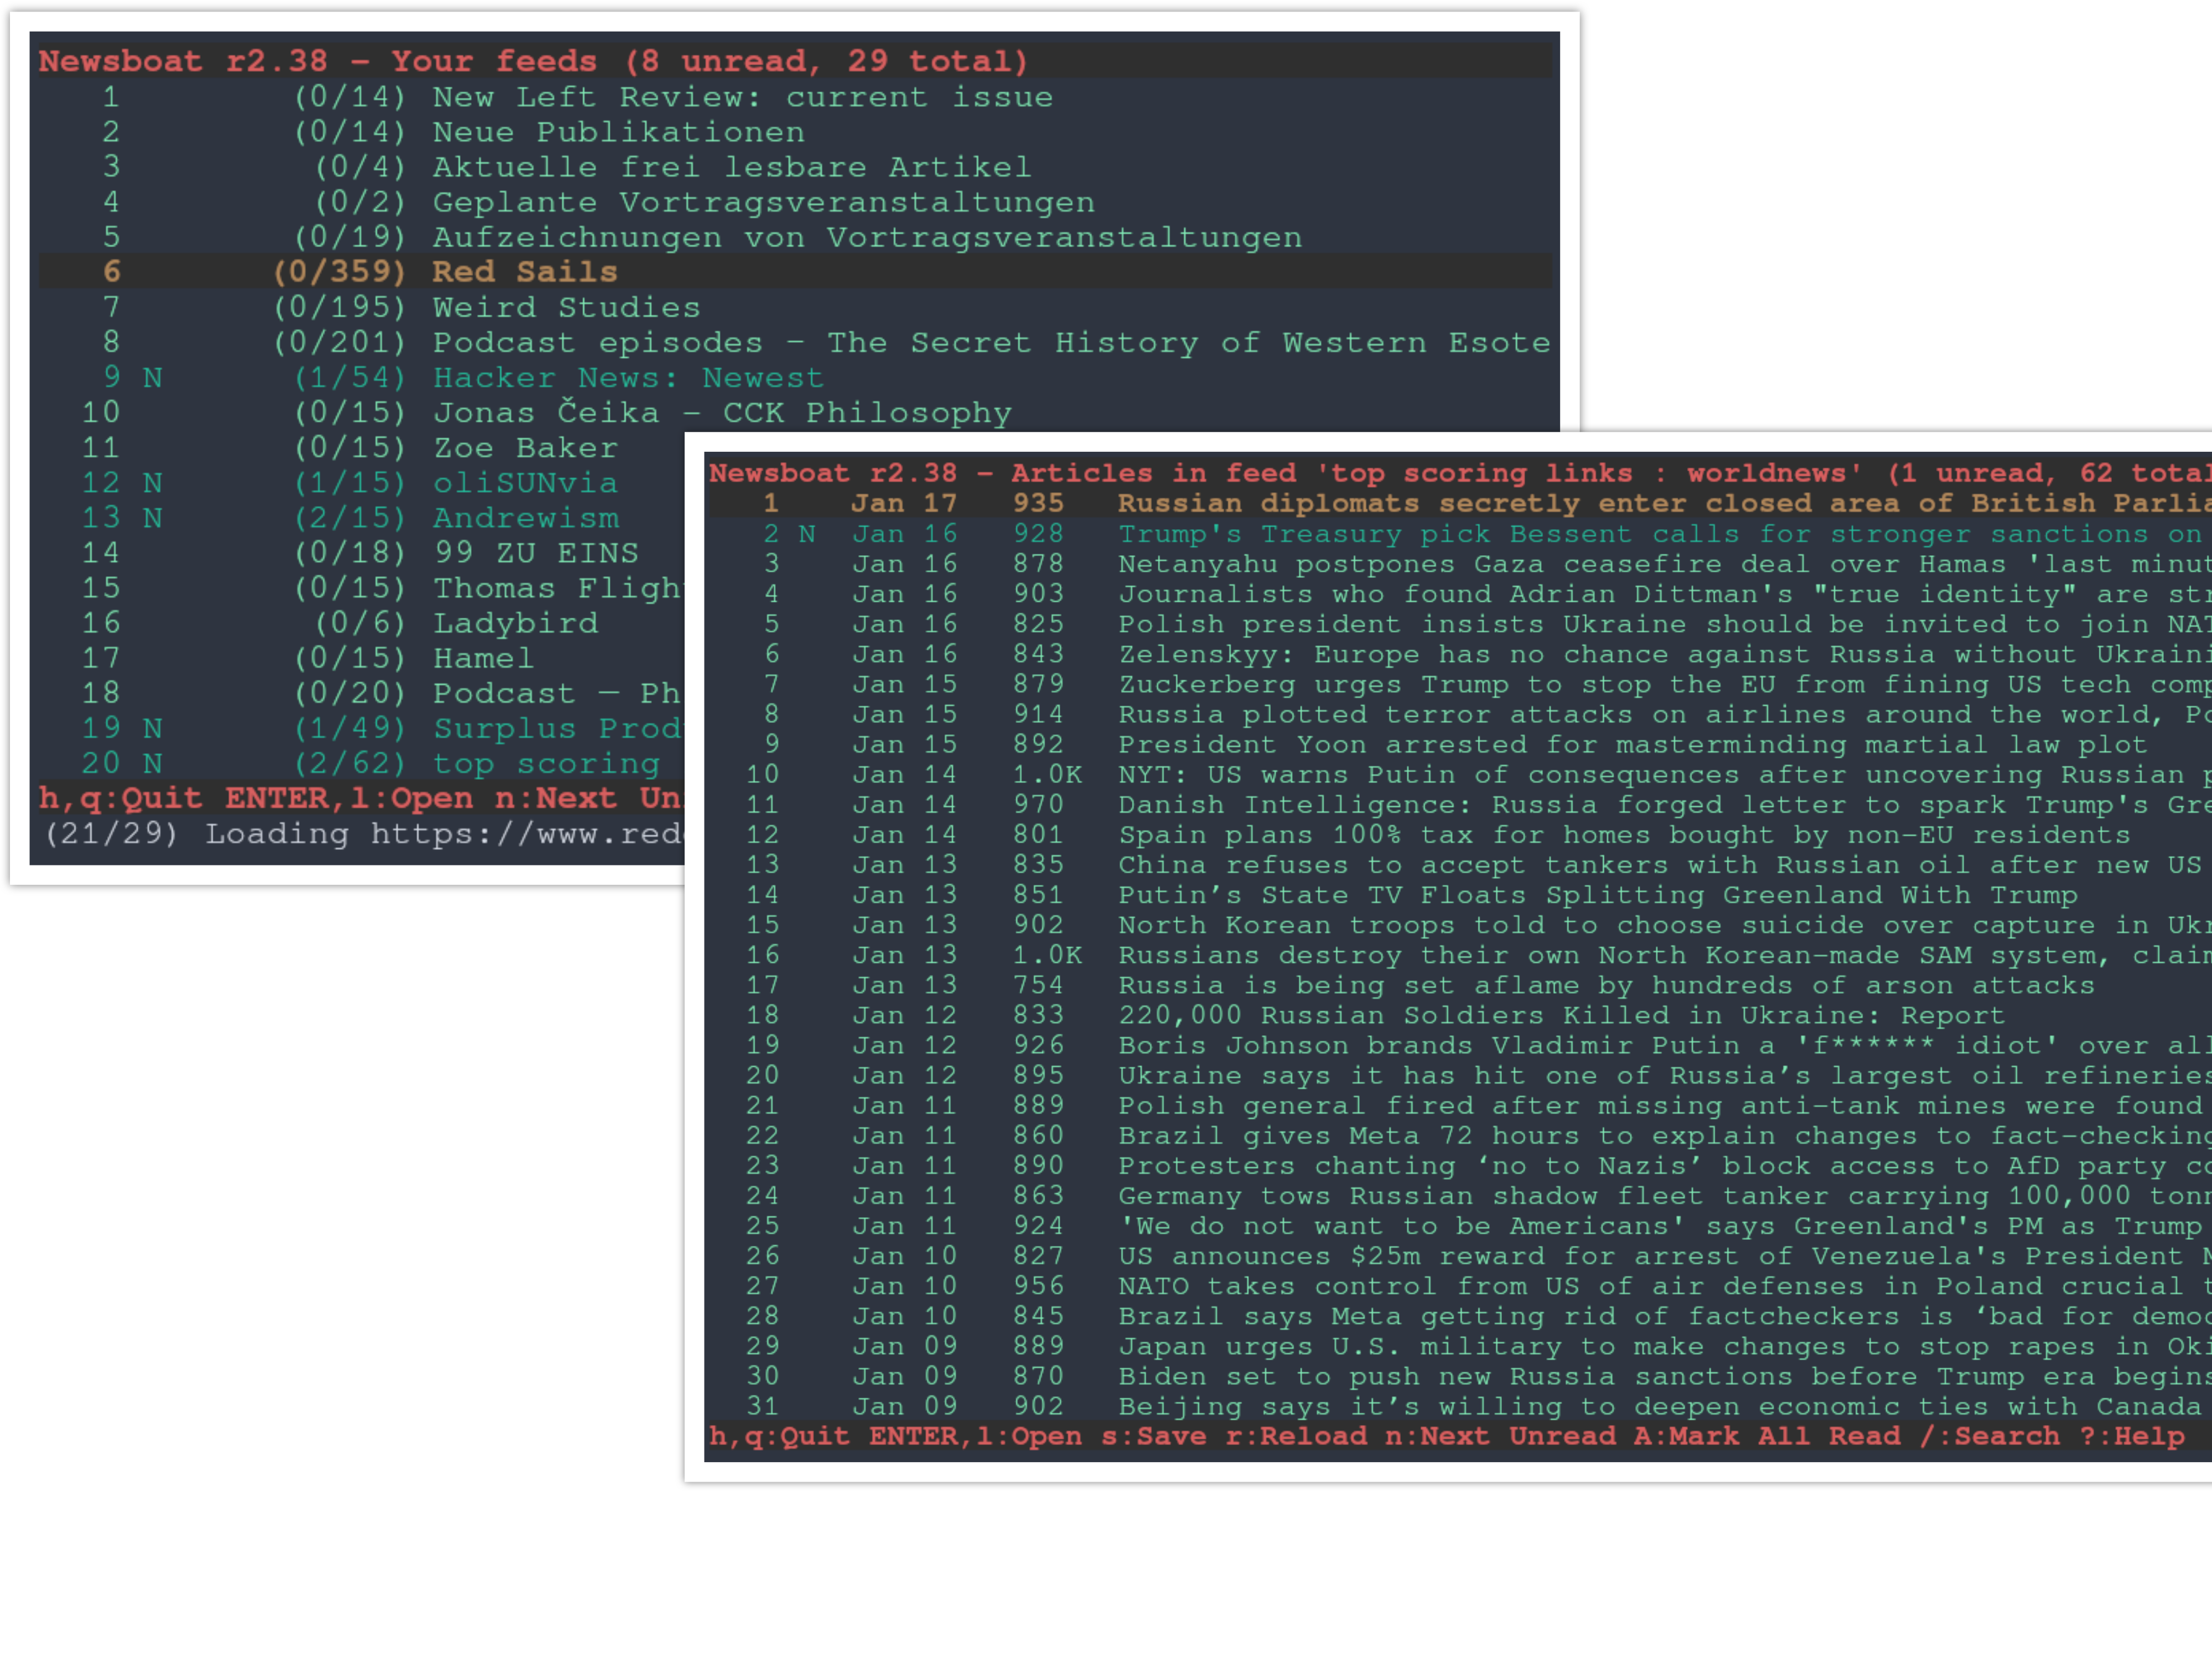 Newsboat r2.38 - Your feeds (8 unread, 29 total)
1 (0/14) New Left Review: current issue
2 (0/14) Neue Publikationen
3 (0/4) Aktuelle frei lesbare Artikel
4 (0/2) Geplante Vortragsveranstaltungen
5 (0/19) Aufzeichnungen von Vortragsveranstaltungen
6 (0/359) Red Sails
7 (0/195) Weird Studies
8 (0/201) Podcast episodes – The Secret History of Western Esote
9 N (1/54) Hacker News: Newest
10 (0/15) Jonas Čeika - CCK Philosophy
11 (0/15) Zoe Baker
12 N (1/15) oliSUNvia
13 N (2/15) Andrewism
14 (0/18) 99 ZU EINS
15 (0/15) Thomas Fligh
16 (0/6) Ladybird
17 (0/15) Hamel
18 (0/20) Podcast — Ph
19 N (1/49) Surplus Prod
20 N (2/62) top scoring
h,q:Quit ENTER,l:Open n:Next Un
(21/29) Loading https://www.red
Newsboat r2.38 - Articles in feed 'top scoring links : worldnews' (1 unread, 62 total
1 Jan 17 935 Russian diplomats secretly enter closed area of British Parlia
2 N Jan 16 928 Trump's Treasury pick Bessent calls for stronger sanctions on
3 Jan 16 878 Netanyahu postpones Gaza ceasefire deal over Hamas 'last minut
4 Jan 16 903 Journalists who found Adrian Dittman's "true identity" are str
5 Jan 16 825 Polish president insists Ukraine should be invited to join NAT
6 Jan 16 843 Zelenskyy: Europe has no chance against Russia without Ukraini
7 Jan 15 879 Zuckerberg urges Trump to stop the EU from fining US tech comp
8 Jan 15 914 Russia plotted terror attacks on airlines around the world, Po
9 Jan 15 892 President Yoon arrested for masterminding martial law plot
10 Jan 14 1.0K NYT: US warns Putin of consequences after uncovering Russian p
11 Jan 14 970 Danish Intelligence: Russia forged letter to spark Trump's Gre
12 Jan 14 801 Spain plans 100% tax for homes bought by non-EU residents
13 Jan 13 835 China refuses to accept tankers with Russian oil after new US
14 Jan 13 851 Putin’s State TV Floats Splitting Greenland With Trump
15 Jan 13 902 North Korean troops told to choose suicide over capture in Ukr
16 Jan 13 1.0K Russians destroy their own North Korean-made SAM system, claim
17 Jan 13 754 Russia is being set aflame by hundreds of arson attacks
18 Jan 12 833 220,000 Russian Soldiers Killed in Ukraine: Report
19 Jan 12 926 Boris Johnson brands Vladimir Putin a 'f****** idiot' over all
20 Jan 12 895 Ukraine says it has hit one of Russia’s largest oil refineries
21 Jan 11 889 Polish general fired after missing anti-tank mines were found
22 Jan 11 860 Brazil gives Meta 72 hours to explain changes to fact-checking
23 Jan 11 890 Protesters chanting ‘no to Nazis’ block access to AfD party co
24 Jan 11 863 Germany tows Russian shadow fleet tanker carrying 100,000 tonn
25 Jan 11 924 'We do not want to be Americans' says Greenland's PM as Trump
26 Jan 10 827 US announces $25m reward for arrest of Venezuela's President M
27 Jan 10 956 NATO takes control from US of air defenses in Poland crucial t
28 Jan 10 845 Brazil says Meta getting rid of factcheckers is ‘bad for democ
29 Jan 09 889 Japan urges U.S. military to make changes to stop rapes in Oki
30 Jan 09 870 Biden set to push new Russia sanctions before Trump era begins
31 Jan 09 902 Beijing says it’s willing to deepen economic ties with Canada
h,q:Quit ENTER,l:Open s:Save r:Reload n:Next Unread A:Mark All Read /:Search ?:Help